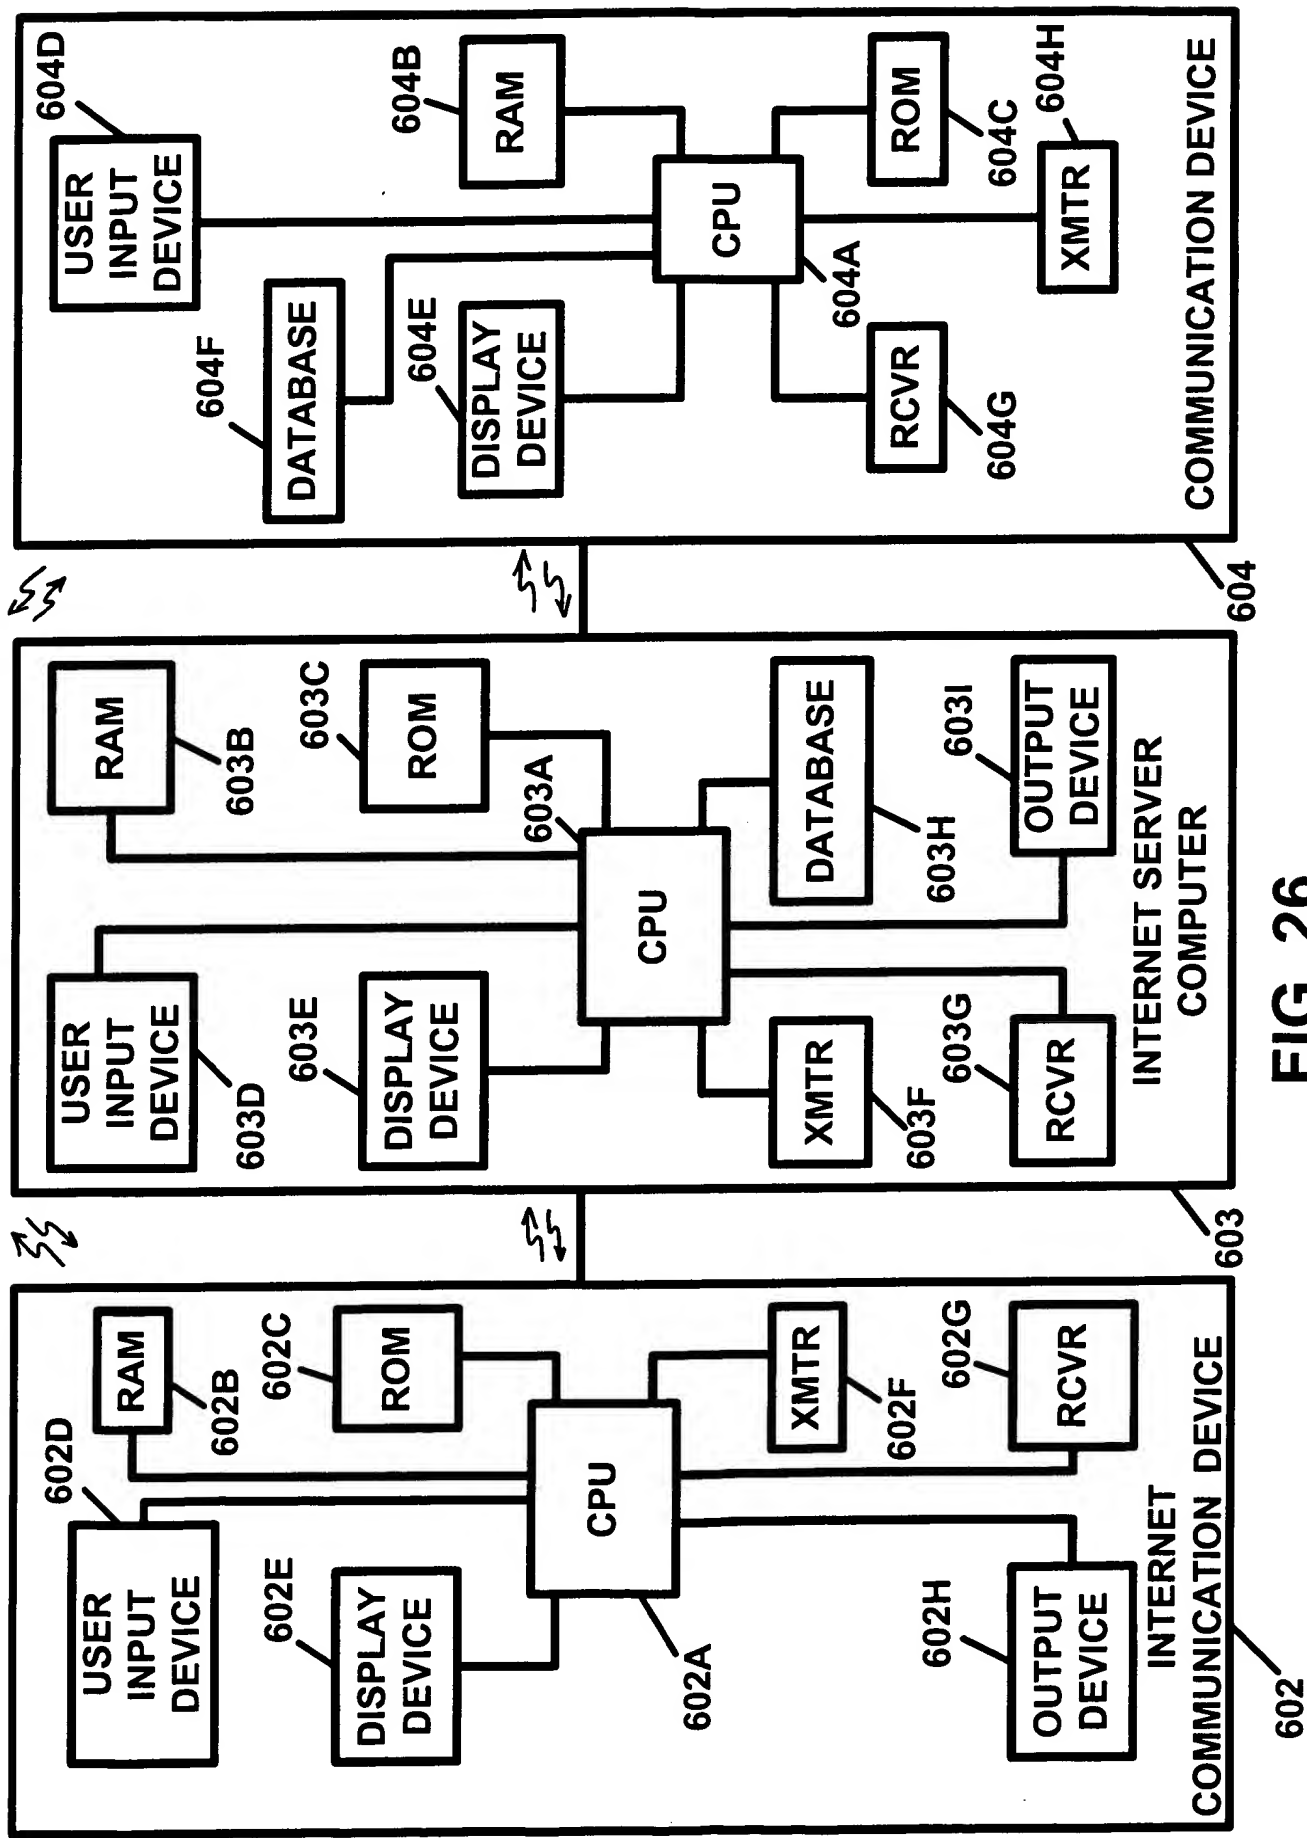 602D
USER
INPUT
DEVICE
RAM
602B
602E
DISPLAY
DEVICE
602C
ROM
CPU
602A
XMTR
602F
602H
OUTPUT
DEVICE
602G
RCVR
INTERNET
COMMUNICATION DEVICE
602
USER
INPUT
DEVICE
603D
RAM
603B
603E
DISPLAY
DEVICE
603C
ROM
603A
CPU
XMTR
603F
DATABASE
603H
603G
RCVR
603I
OUTPUT
DEVICE
INTERNET SERVER
COMPUTER
603
604D
USER
INPUT
DEVICE
604F
DATABASE
604E
DISPLAY
DEVICE
604B
RAM
CPU
604A
RCVR
604G
ROM
604C
XMTR
604H
COMMUNICATION DEVICE
604
FIG. 26